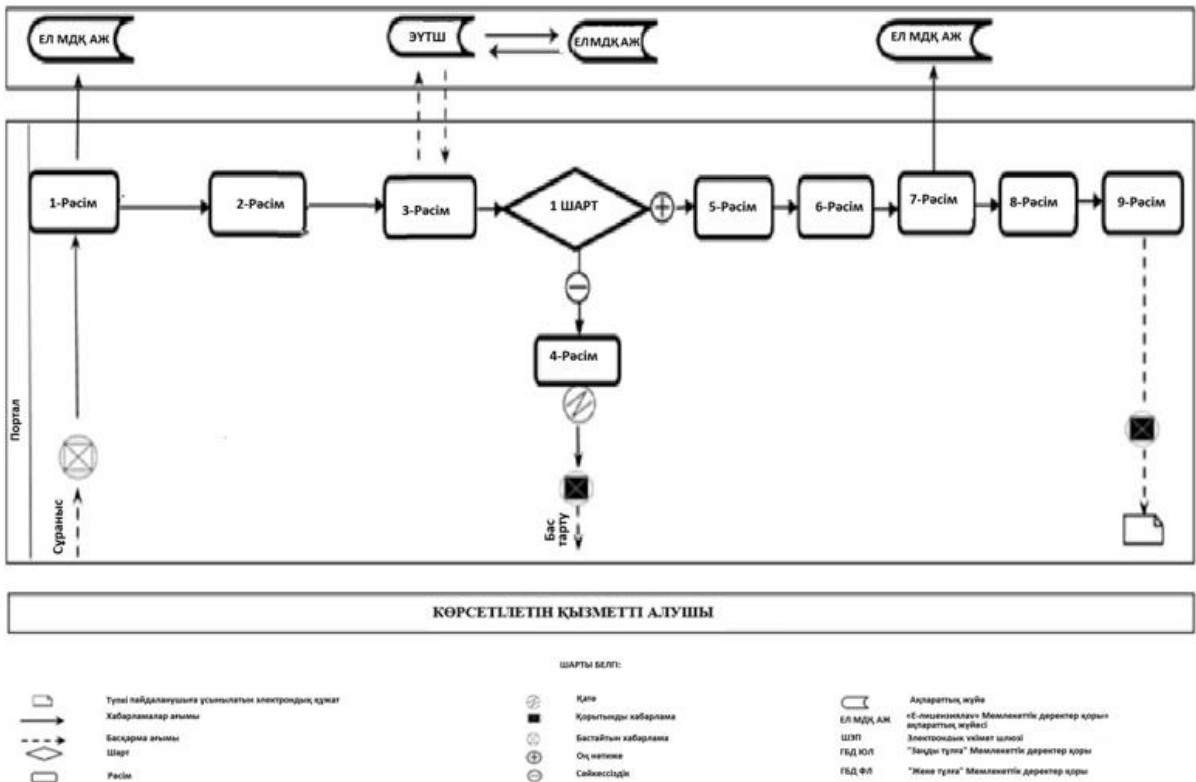 ЕЛ МДҚ АЖ
ЭҮТШ
ЕЛ МДҚ АЖ
ЕЛ МДҚ АЖ
1-Рәсім
2-Рәсім
3-Рәсім
1 ШАРТ
5-Рәсім
6-Рәсім
7-Рәсім
8-Рәсім
9-Рәсім
4-Рәсім
Портал
Сұраныс
Бас
тарту
КӨРСЕТІЛЕТІН ҚЫЗМЕТТІ АЛУШЫ
ШАРТЫ БЕЛГІ:
Түпкі пайдаланушыға ұсынылатын электрондық құжат
Хабарламалар ағымы
Басқарма ағымы
Шарт
Рәсім
Қате
Қорытынды хабарлама
Бастайтын хабарлама
Оң нәтиже
Сәйкессіздік
Ақпараттық жүйе
ЕЛ МДҚ АЖ «Е-лицензиялау» Мемлекеттік деректер қоры»
ақпараттық жүйесі
ШЭП Электрондық үкімет шлюзі
ГБД ЮЛ "Заңды тұлға" Мемлекеттік деректер қоры
ГБД ФЛ "Жеке тұлға" Мемлекеттік деректер қоры